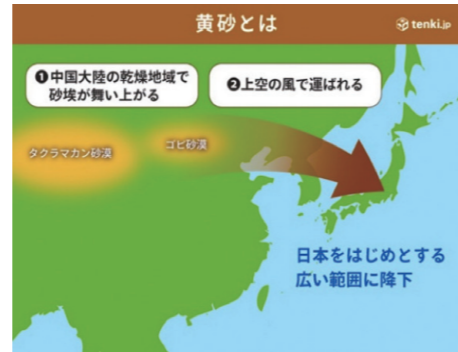 黄砂とは
tenki.jp
❶中国大陸の乾燥地域で
砂埃が舞い上がる
❷上空の風で運ばれる
タクラマカン砂漠
ゴビ砂漠
日本をはじめとする
広い範囲に降下